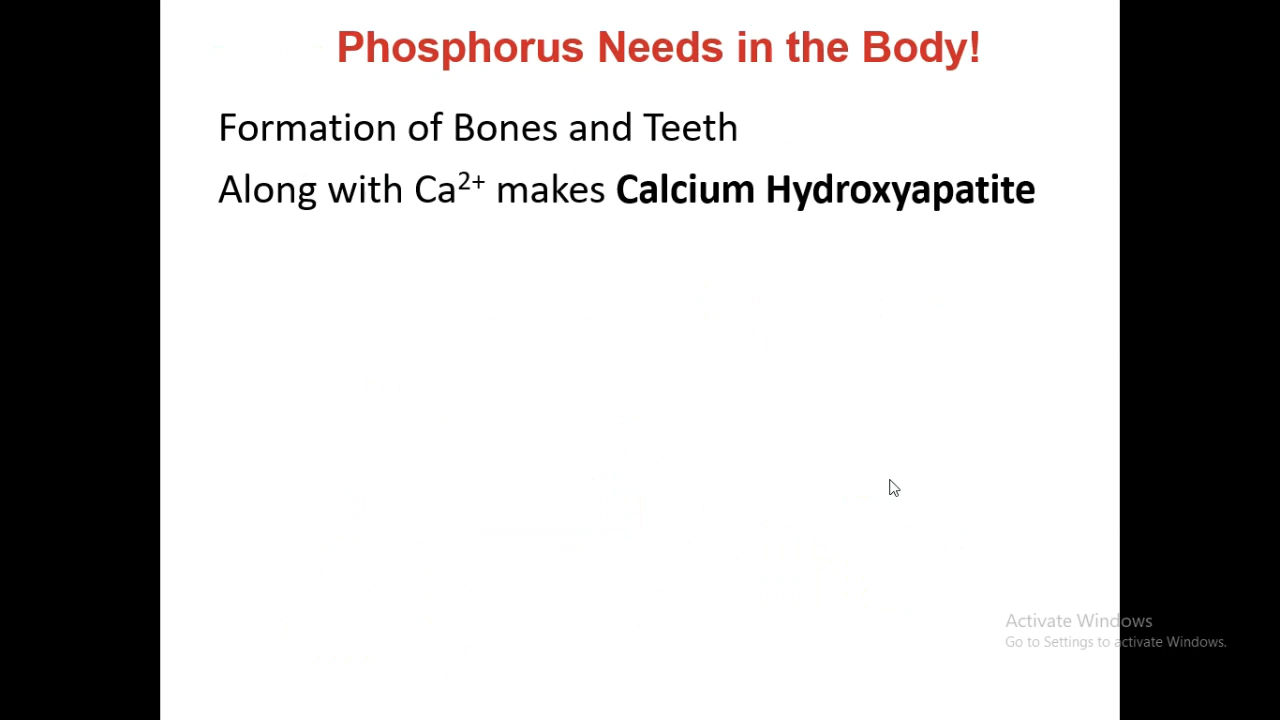 Phosphorus Needs in the Body!
Formation of Bones and Teeth
Along with Ca²⁺ makes Calcium Hydroxyapatite
Activate Windows
Go to Settings to activate Windows.